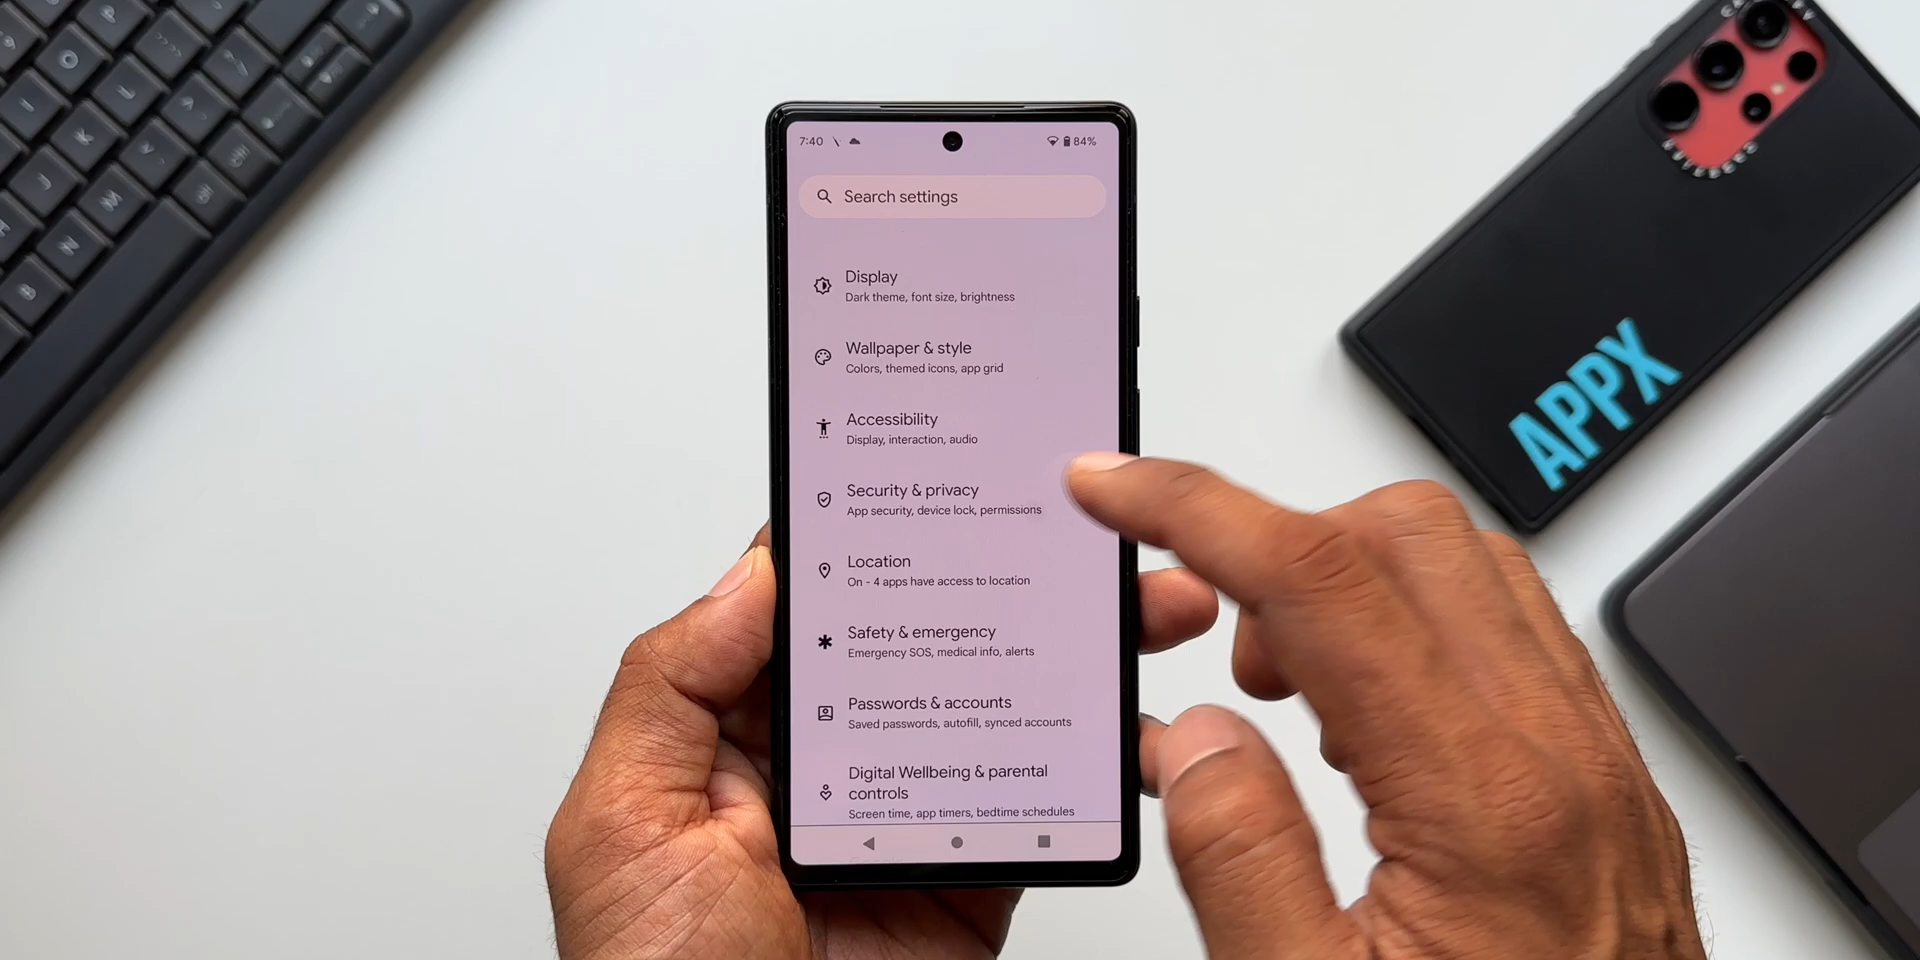 7:40
84%
Search settings
Display
Dark theme, font size, brightness
Wallpaper & style
Colors, themed icons, app grid
Accessibility
Display, interaction, audio
Security & privacy
App security, device lock, permissions
Location
On - 4 apps have access to location
Safety & emergency
Emergency SOS, medical info, alerts
Passwords & accounts
Saved passwords, autofill, synced accounts
Digital Wellbeing & parental
controls
Screen time, app timers, bedtime schedules
APPX